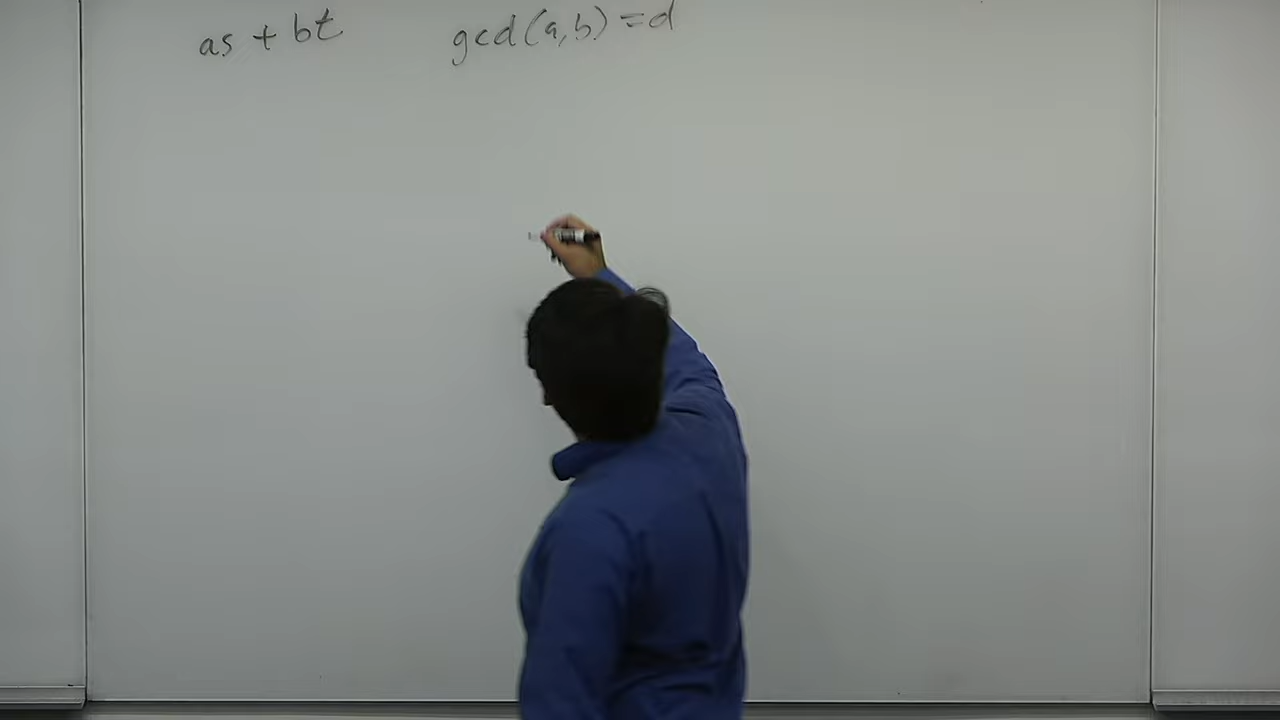 as + bt gcd(a,b) = d